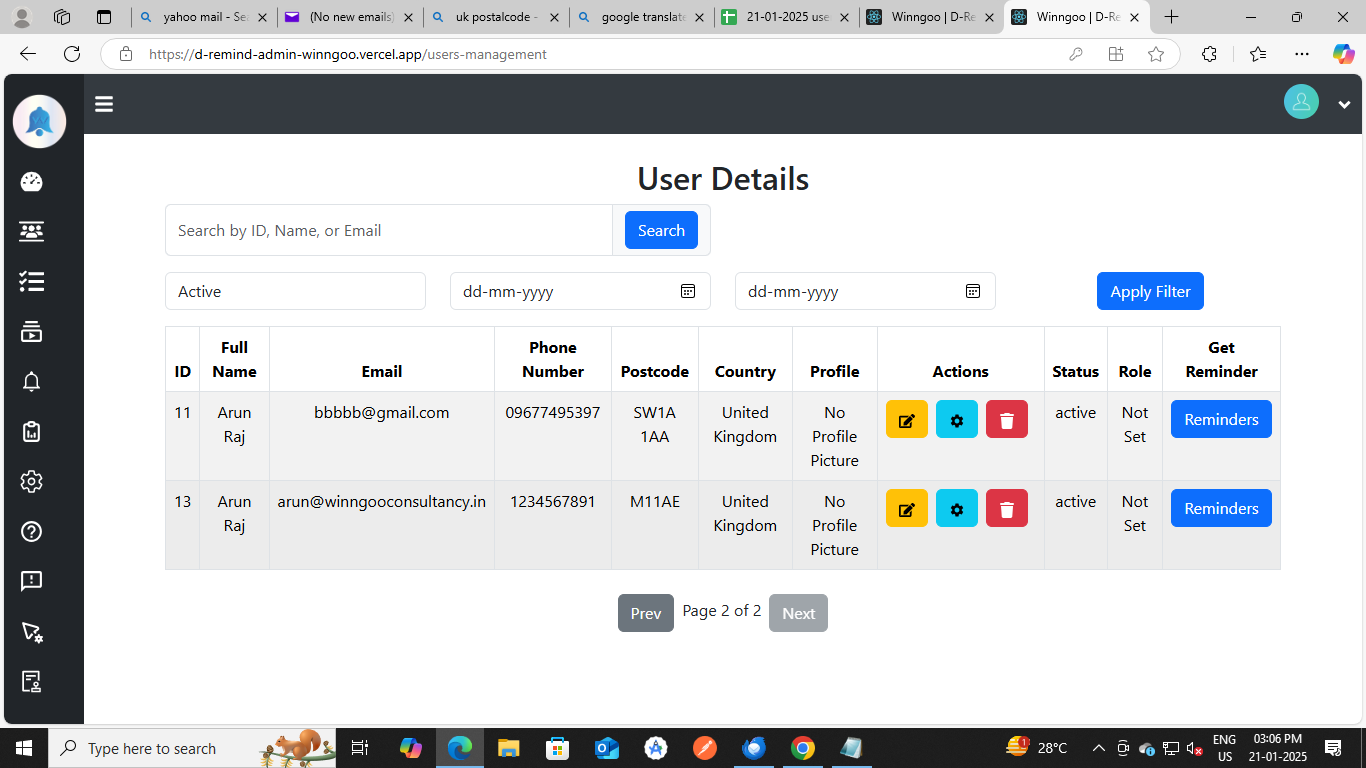 yahoo mail - Sea
(No new emails)
uk postalcode -
google translate
21-01-2025 use
Winngoo | D-Re
Winngoo | D-Re
https://d-remind-admin-winngoo.vercel.app/users-management
User Details
Search by ID, Name, or Email
Search
Active
dd-mm-yyyy
dd-mm-yyyy
Apply Filter
ID Full Name Email Phone Number Postcode Country Profile Actions Status Role Get Reminder
11 Arun Raj bbbbb@gmail.com 09677495397 SW1A 1AA United Kingdom No Profile Picture active Not Set Reminders
13 Arun Raj arun@winngooconsultancy.in 1234567891 M11AE United Kingdom No Profile Picture active Not Set Reminders
Prev Page 2 of 2 Next
Type here to search
1
28°C
ENG
US
03:06 PM
21-01-2025